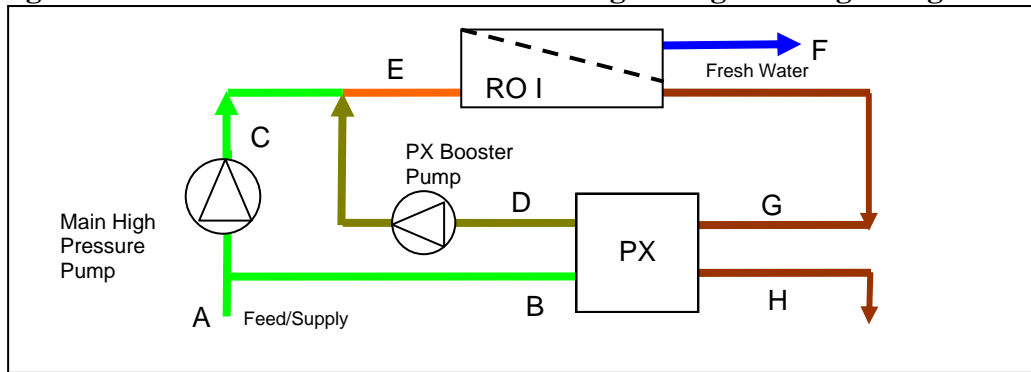 E
RO I
F
Fresh Water
C
PX Booster
Pump
D
G
Main High
Pressure
Pump
PX
A
Feed/Supply
B
H